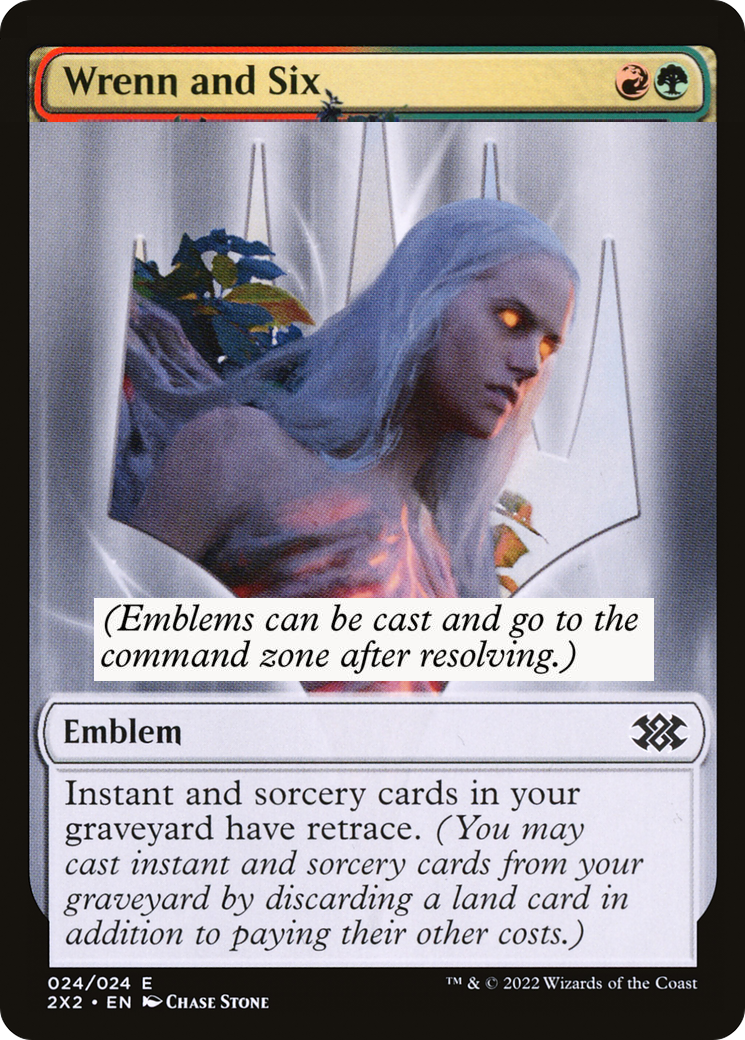 Wrenn and Six
(Emblems can be cast and go to the
command zone after resolving.)
Emblem
Instant and sorcery cards in your
graveyard have retrace. (You may
cast instant and sorcery cards from your
graveyard by discarding a land card in
addition to paying their other costs.)
024/024 E
™ & © 2022 Wizards of the Coast
2X2 • EN CHASE STONE